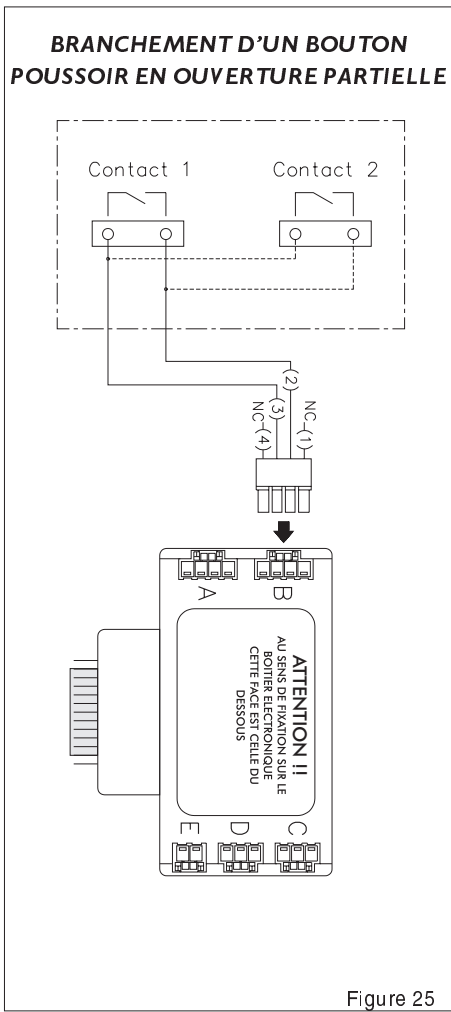 BRANCHEMENT D'UN BOUTON
POUSSOIR EN OUVERTURE PARTIELLE
Contact 1
Contact 2
(2)
NC (1)
(3)
NC (4)
A
B
ATTENTION !!
AU SENS DE FIXATION SUR LE
BOITIER ELECTRONIQUE
CETTE FACE EST CELLE DU
DESSOUS
E
D
C
Figure 25